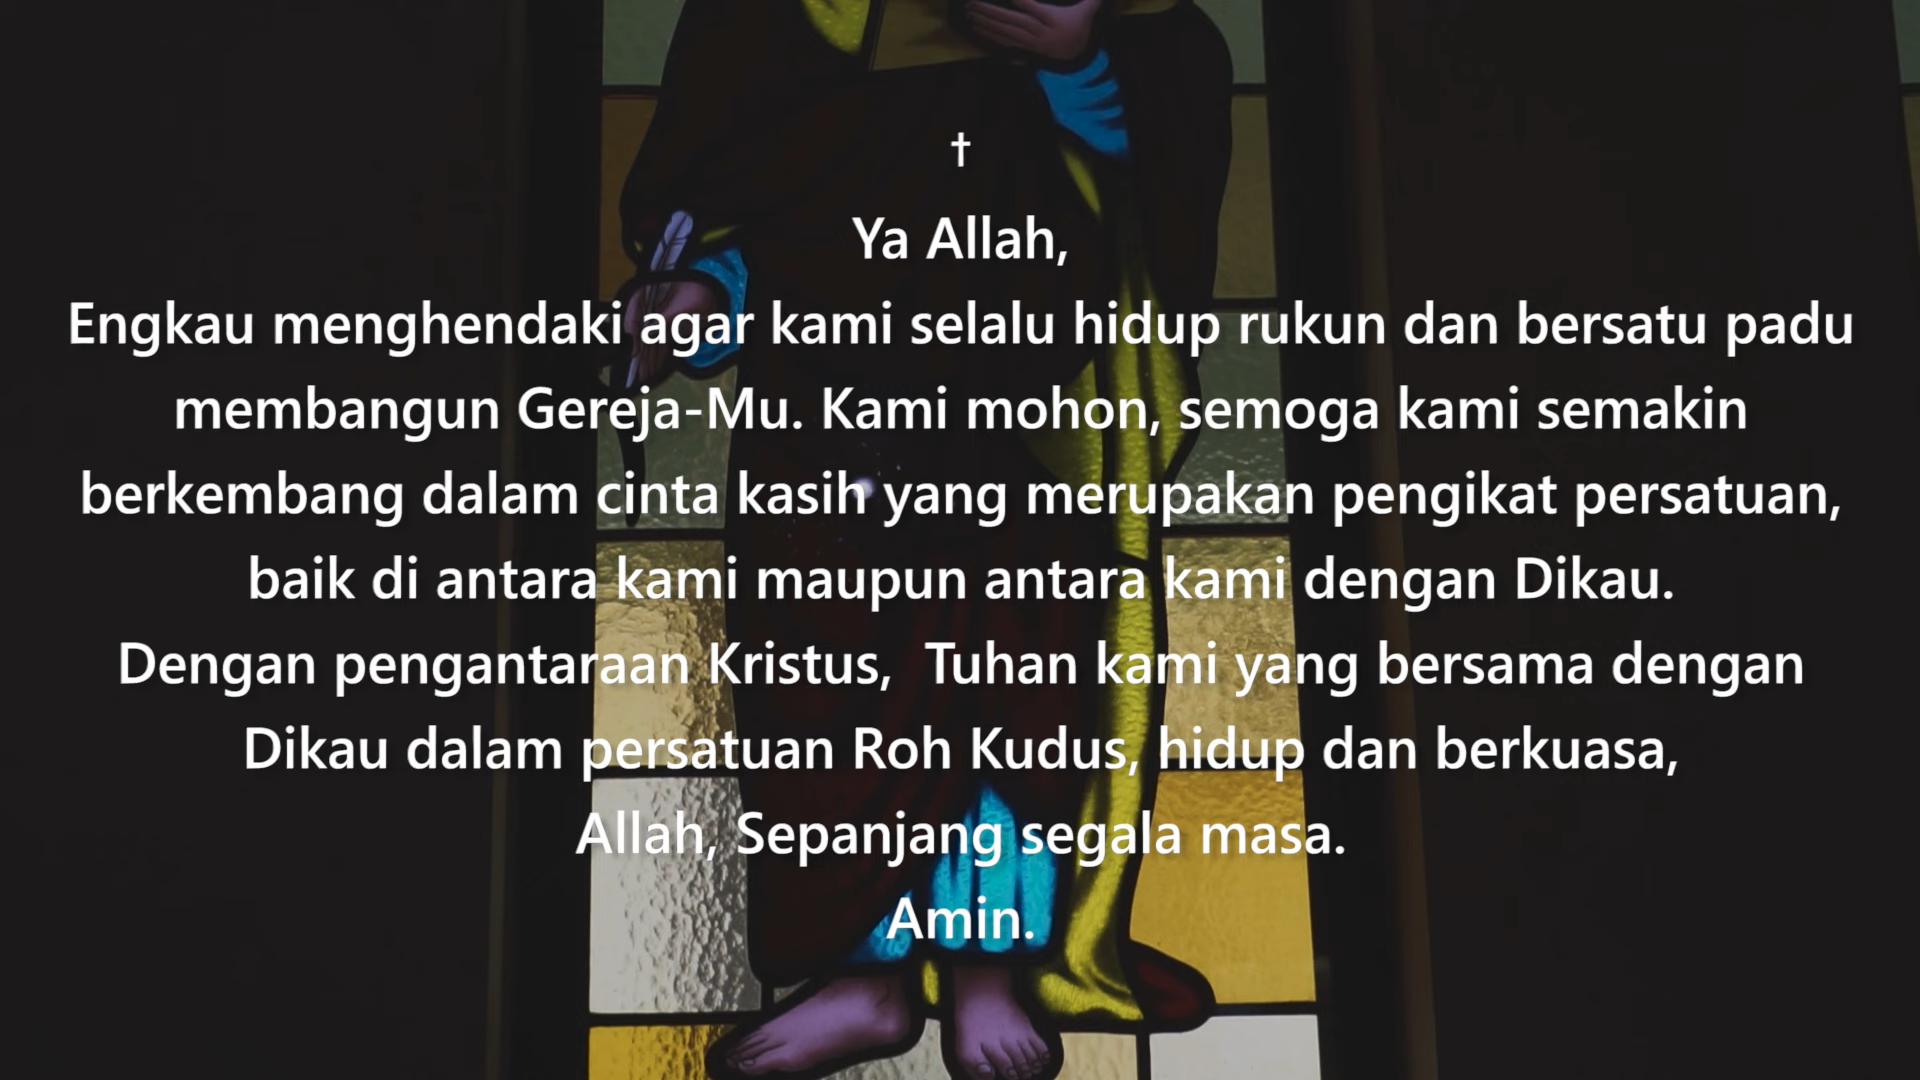 †
Ya Allah,
Engkau menghendaki agar kami selalu hidup rukun dan bersatu padu
membangun Gereja-Mu. Kami mohon, semoga kami semakin
berkembang dalam cinta kasih yang merupakan pengikat persatuan,
baik di antara kami maupun antara kami dengan Dikau.
Dengan pengantaraan Kristus,  Tuhan kami yang bersama dengan
Dikau dalam persatuan Roh Kudus, hidup dan berkuasa,
Allah, Sepanjang segala masa.
Amin.